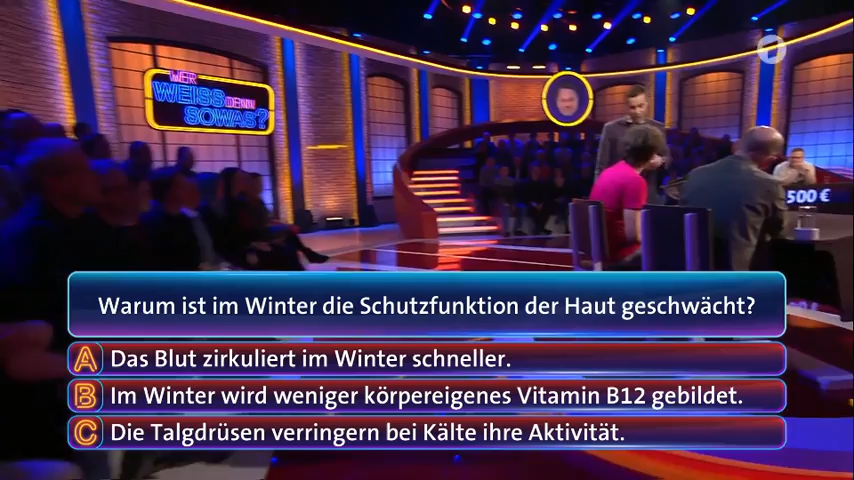 WER
WEISS DENN
SOWAS?
500 €
Warum ist im Winter die Schutzfunktion der Haut geschwächt?
A Das Blut zirkuliert im Winter schneller.
B Im Winter wird weniger körpereigenes Vitamin B12 gebildet.
C Die Talgdrüsen verringern bei Kälte ihre Aktivität.